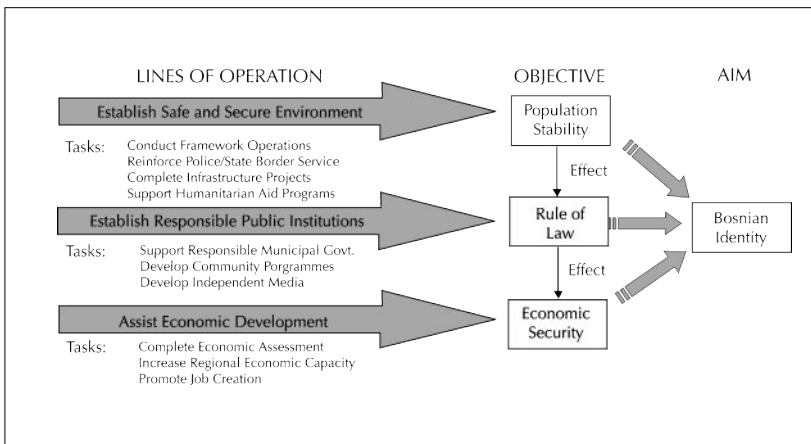 LINES OF OPERATION
OBJECTIVE
AIM
Establish Safe and Secure Environment
Tasks:
Conduct Framework Operations
Reinforce Police/State Border Service
Complete Infrastructure Projects
Support Humanitarian Aid Programs
Population
Stability
Effect
Establish Responsible Public Institutions
Tasks:
Support Responsible Municipal Govt.
Develop Community Porgrammes
Develop Independent Media
Rule of
Law
Effect
Bosnian
Identity
Assist Economic Development
Tasks:
Complete Economic Assessment
Increase Regional Economic Capacity
Promote Job Creation
Economic
Security